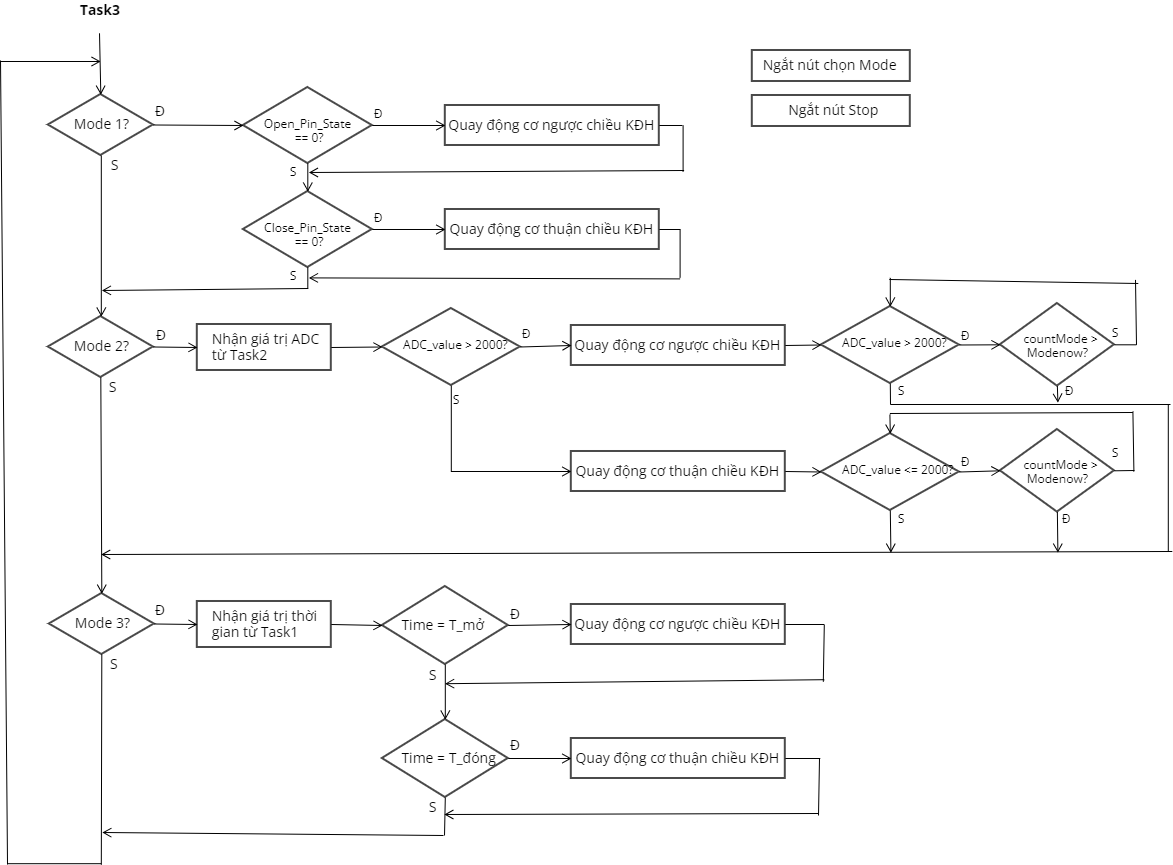 Task3
Ngắt nút chọn Mode
Ngắt nút Stop
Mode 1?
Đ
S
Open_Pin_State
== 0?
Đ
S
Quay động cơ ngược chiều KĐH
Close_Pin_State
== 0?
Đ
S
Quay động cơ thuận chiều KĐH
Mode 2?
Đ
S
Nhận giá trị ADC
từ Task2
ADC_value > 2000?
Đ
S
Quay động cơ ngược chiều KĐH
ADC_value > 2000?
Đ
S
countMode >
Modenow?
S
Đ
Quay động cơ thuận chiều KĐH
ADC_value <= 2000?
Đ
S
countMode >
Modenow?
S
Đ
Mode 3?
Đ
S
Nhận giá trị thời
gian từ Task1
Time = T_mở
Đ
S
Quay động cơ ngược chiều KĐH
Time = T_đóng
Đ
S
Quay động cơ thuận chiều KĐH